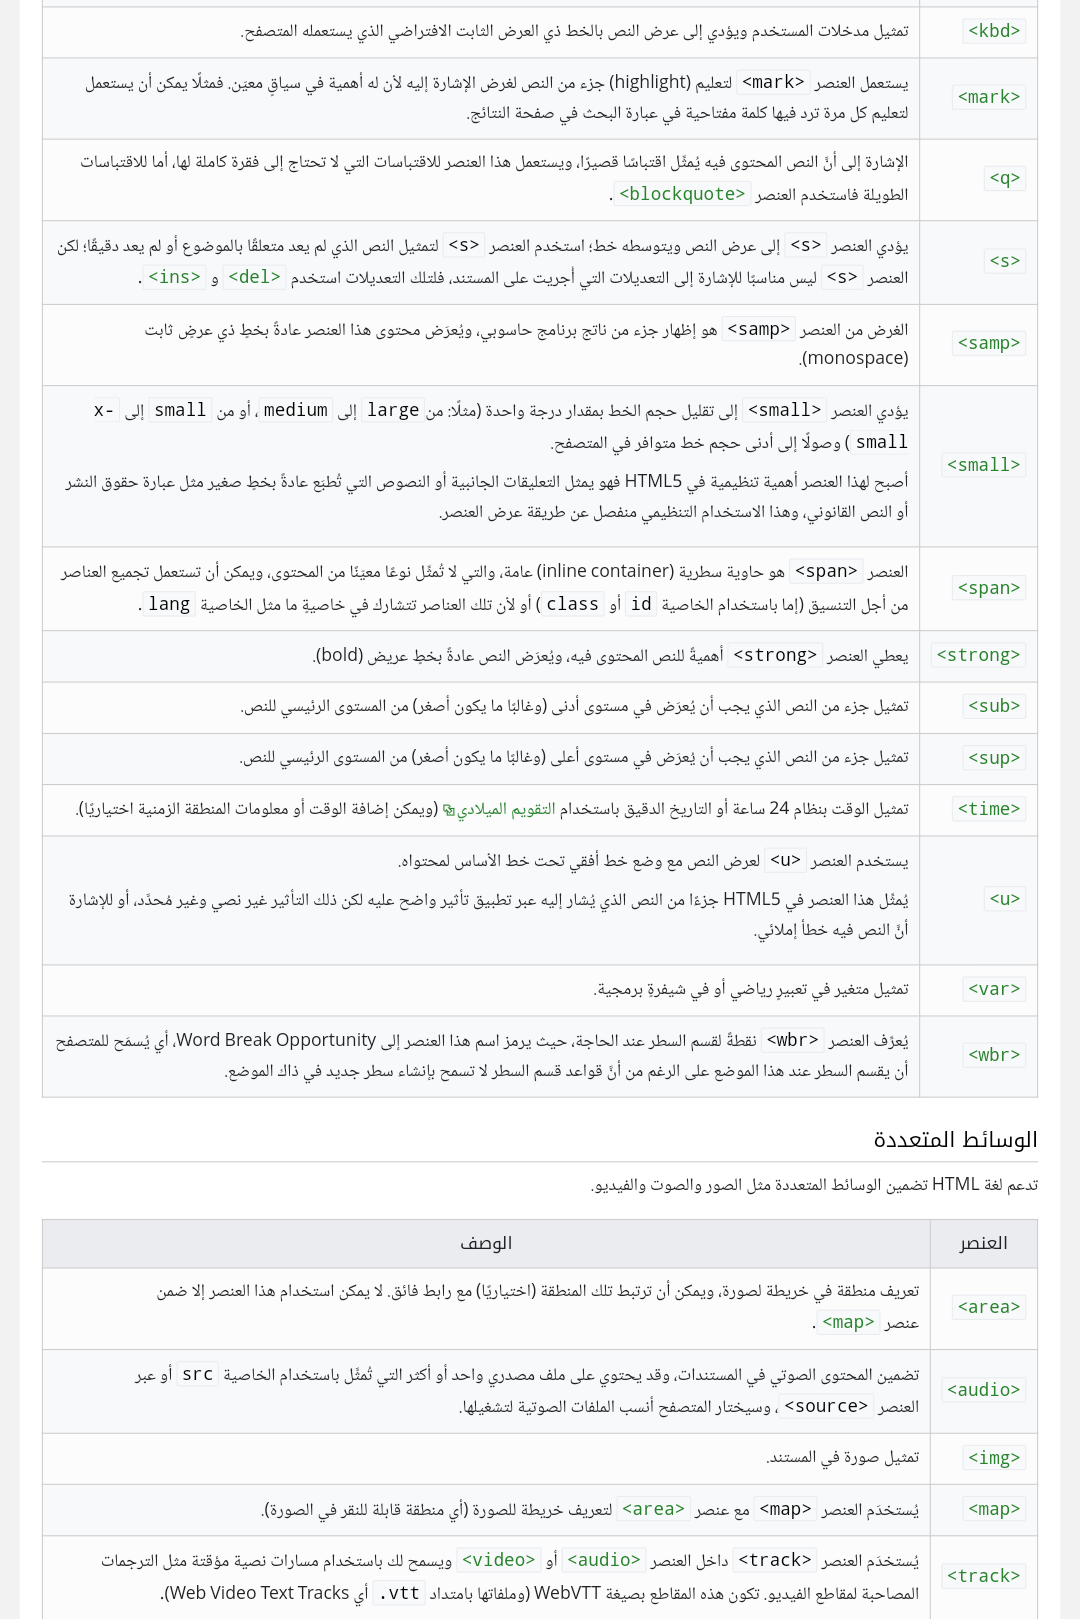 <kbd> تمثيل مدخلات المستخدم ويؤدي إلى عرض النص بالخط ذي العرض الثابت الافتراضي الذي يستعمله المتصفح.
<mark> يستعمل العنصر <mark> لتعليم (highlight) جزء من النص لغرض الإشارة إليه لأن له أهمية في سياقٍ معيّن. فمثلًا يمكن أن يستعمل
لتعليم كل مرة ترد فيها كلمة مفتاحية في عبارة البحث في صفحة النتائج.
<q> الإشارة إلى أنَّ النص المحتوى فيه يُمثِّل اقتباسًا قصيرًا، ويستعمل هذا العنصر للاقتباسات التي لا تحتاج إلى فقرة كاملة لها، أما للاقتباسات
الطويلة فاستخدم العنصر <blockquote>.
<s> يؤدي العنصر <s> إلى عرض النص ويتوسطه خط؛ استخدم العنصر <s> لتمثيل النص الذي لم يعد متعلقًا بالموضوع أو لم يعد دقيقًا؛ لكن
العنصر <s> ليس مناسبًا للإشارة إلى التعديلات التي أُجريت على المستند، فلتلك التعديلات استخدم <del> و <ins>.
<samp> الغرض من العنصر <samp> هو إظهار جزء من ناتج برنامج حاسوبي، ويُعرَض محتوى هذا العنصر عادةً بخطِ ذي عرضِ ثابت
(monospace).
<small> يؤدي العنصر <small> إلى تقليل حجم الخط بمقدار درجة واحدة (مثلًا: من large إلى medium، أو من small إلى x-
small) وصولًا إلى أدنى حجم خط متوافر في المتصفح.
أصبح لهذا العنصر أهمية تنظيمية في HTML5 فهو يمثل التعليقات الجانبية أو النصوص التي تُطبَع عادةً بخطِ صغير مثل عبارة حقوق النشر
أو النص القانوني، وهذا الاستخدام التنظيمي منفصل عن طريقة عرض العنصر.
<span> العنصر <span> هو حاوية سطرية (inline container) عامة، والتي لا تُمثِّل نوعًا معيّنًا من المحتوى، ويمكن أن تستعمل تجميع العناصر
من أجل التنسيق (إما باستخدام الخاصية id أو class) أو لأن تلك العناصر تتشارك في خاصيةِ ما مثل الخاصية lang.
<strong> يعطي العنصر <strong> أهميةً للنص المحتوى فيه، ويُعرَض النص عادةً بخطِ عريض (bold).
<sub> تمثيل جزء من النص الذي يجب أن يُعرَض في مستوى أدنى (وغالبًا ما يكون أصغر) من المستوى الرئيسي للنص.
<sup> تمثيل جزء من النص الذي يجب أن يُعرَض في مستوى أعلى (وغالبًا ما يكون أصغر) من المستوى الرئيسي للنص.
<time> تمثيل الوقت بنظام 24 ساعة أو التاريخ الدقيق باستخدام التقويم الميلادي (ويمكن إضافة الوقت أو معلومات المنطقة الزمنية اختياريًا).
<u> يستخدم العنصر <u> لعرض النص مع وضع خط أفقي تحت خط الأساس لمحتواه.
يُمثِّل هذا العنصر في HTML5 جزءًا من النص الذي يُشار إليه عبر تطبيق تأثير واضح عليه لكن ذلك التأثير غير نصي وغير مُحدَّد، أو للإشارة
أنَّ النص فيه خطأ إملائي.
<var> تمثيل متغير في تعبيرٍ رياضي أو في شيفرةٍ برمجية.
<wbr> يُعرِّف العنصر <wbr> نقطةً لقسم السطر عند الحاجة، حيث يرمز اسم هذا العنصر إلى Word Break Opportunity، أي يُسمَح للمتصفح
أن يقسم السطر عند هذا الموضع على الرغم من أنَّ قواعد قسم السطر لا تسمح بإنشاء سطر جديد في ذاك الموضع.
الوسائط المتعددة
تدعم لغة HTML تضمين الوسائط المتعددة مثل الصور والصوت والفيديو.
العنصر الوصف
<area> تعريف منطقة في خريطة لصورة، ويمكن أن ترتبط تلك المنطقة (اختياريًا) مع رابط فائق. لا يمكن استخدام هذا العنصر إلا ضمن
عنصر <map>.
<audio> تضمين المحتوى الصوتي في المستندات، وقد يحتوي على ملف مصدري واحد أو أكثر التي تُمثَّل باستخدام الخاصية src أو عبر
العنصر <source>، وسيختار المتصفح أنسب الملفات الصوتية لتشغيلها.
<img> تمثيل صورة في المستند.
<map> يُستخدَم العنصر <map> مع عنصر <area> لتعريف خريطة للصورة (أي منطقة قابلة للنقر في الصورة).
<track> يُستخدَم العنصر <track> داخل العنصر <audio> أو <video> ويسمح لك باستخدام مسارات نصية مؤقتة مثل الترجمات
المصاحبة لمقاطع الفيديو. تكون هذه المقاطع بصيغة WebVTT (وملفاتها بامتداد .vtt أي Web Video Text Tracks).